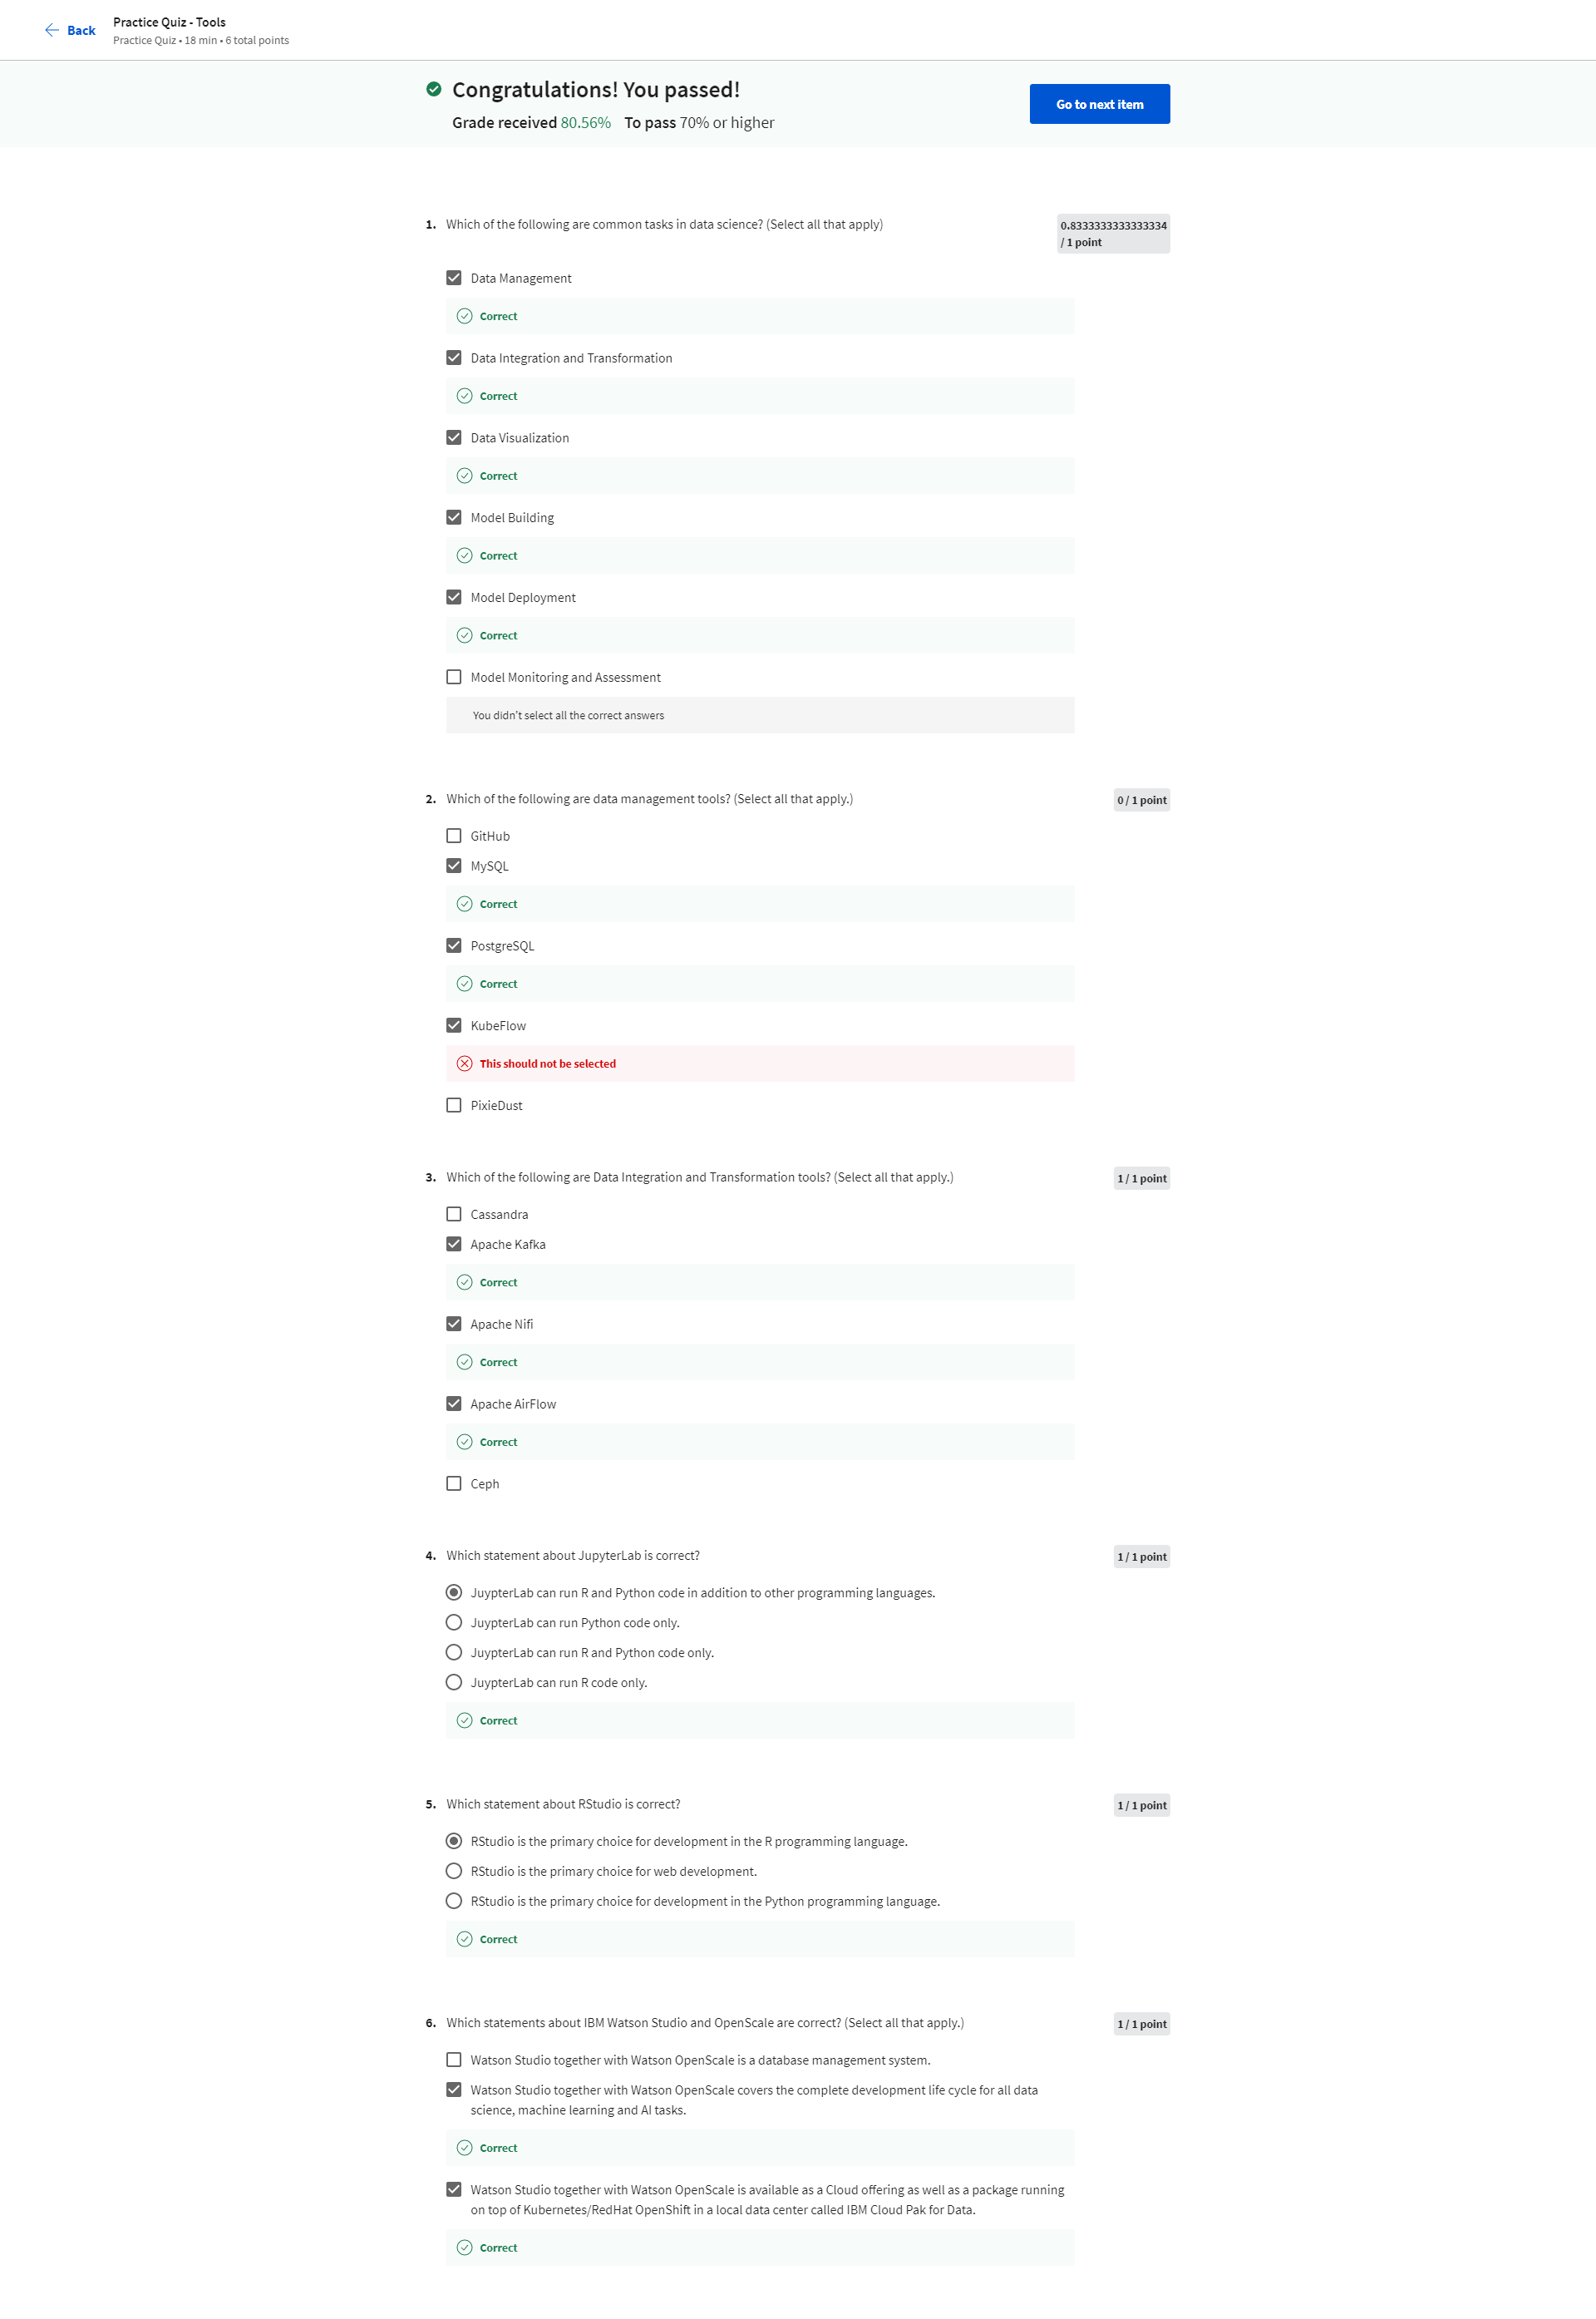 Back
Practice Quiz - Tools
Practice Quiz • 18 min • 6 total points
Congratulations! You passed!
Grade received 80.56% To pass 70% or higher
Go to next item
1. Which of the following are common tasks in data science? (Select all that apply)
0.8333333333333334
/ 1 point
Data Management
Correct
Data Integration and Transformation
Correct
Data Visualization
Correct
Model Building
Correct
Model Deployment
Correct
Model Monitoring and Assessment
You didn't select all the correct answers
2. Which of the following are data management tools? (Select all that apply.)
0 / 1 point
GitHub
MySQL
Correct
PostgreSQL
Correct
KubeFlow
This should not be selected
PixieDust
3. Which of the following are Data Integration and Transformation tools? (Select all that apply.)
1 / 1 point
Cassandra
Apache Kafka
Correct
Apache Nifi
Correct
Apache AirFlow
Correct
Ceph
4. Which statement about JupyterLab is correct?
1 / 1 point
JuypterLab can run R and Python code in addition to other programming languages.
JuypterLab can run Python code only.
JuypterLab can run R and Python code only.
JuypterLab can run R code only.
Correct
5. Which statement about RStudio is correct?
1 / 1 point
RStudio is the primary choice for development in the R programming language.
RStudio is the primary choice for web development.
RStudio is the primary choice for development in the Python programming language.
Correct
6. Which statements about IBM Watson Studio and OpenScale are correct? (Select all that apply.)
1 / 1 point
Watson Studio together with Watson OpenScale is a database management system.
Watson Studio together with Watson OpenScale covers the complete development life cycle for all data
science, machine learning and AI tasks.
Correct
Watson Studio together with Watson OpenScale is available as a Cloud offering as well as a package running
on top of Kubernetes/RedHat OpenShift in a local data center called IBM Cloud Pak for Data.
Correct